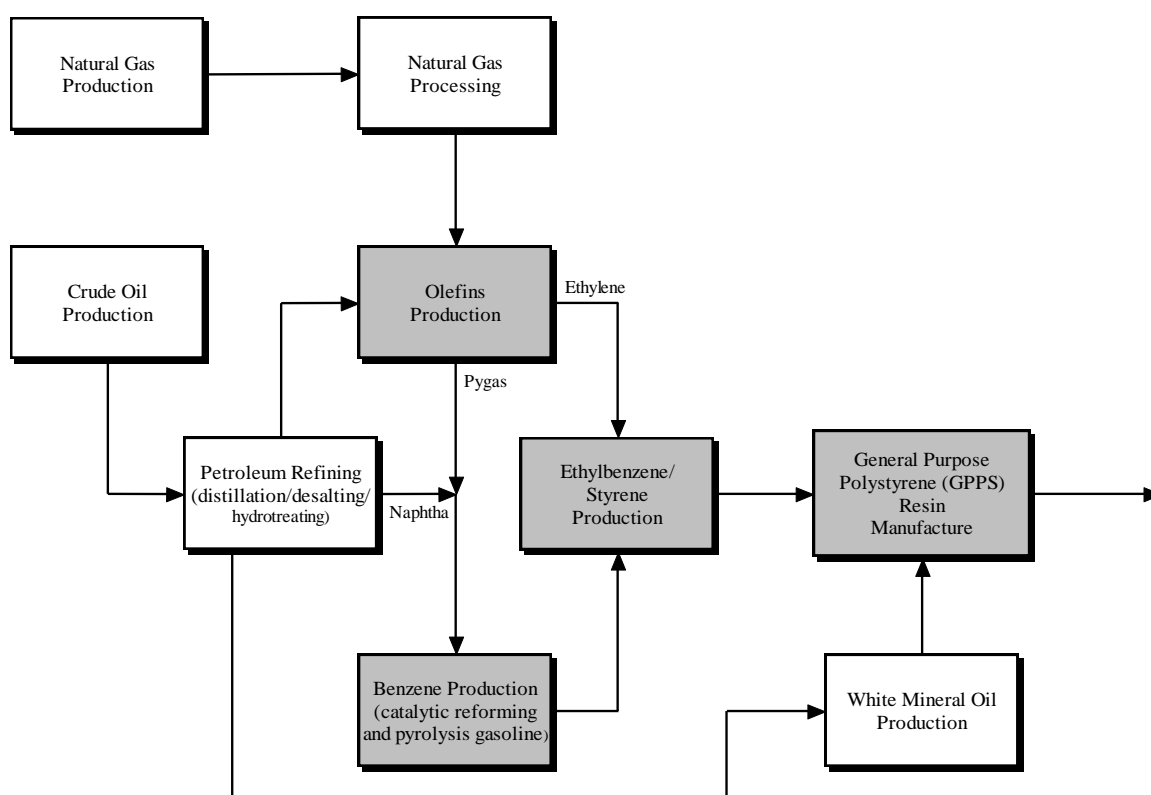 Natural Gas
Production
Natural Gas
Processing
Crude Oil
Production
Olefins
Production
Ethylene
Pygas
Petroleum Refining
(distillation/desalting/
hydrotreating)
Naphtha
Ethylbenzene/
Styrene
Production
General Purpose
Polystyrene (GPPS)
Resin
Manufacture
Benzene Production
(catalytic reforming
and pyrolysis gasoline)
White Mineral Oil
Production